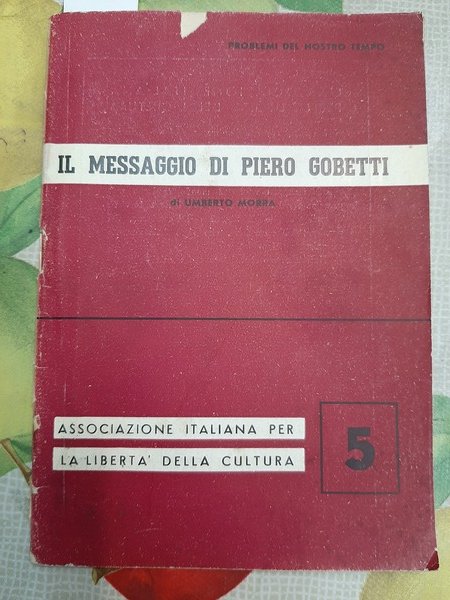 PROBLEMI DEL NOSTRO TEMPO
IL MESSAGGIO DI PIERO GOBETTI
di UMBERTO MORRA
ASSOCIAZIONE ITALIANA PER
LA LIBERTA' DELLA CULTURA
5